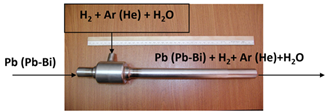 H₂ + Ar (He) + H₂O
Pb (Pb-Bi) + H₂+ Ar (He)+H₂O
Pb (Pb-Bi)